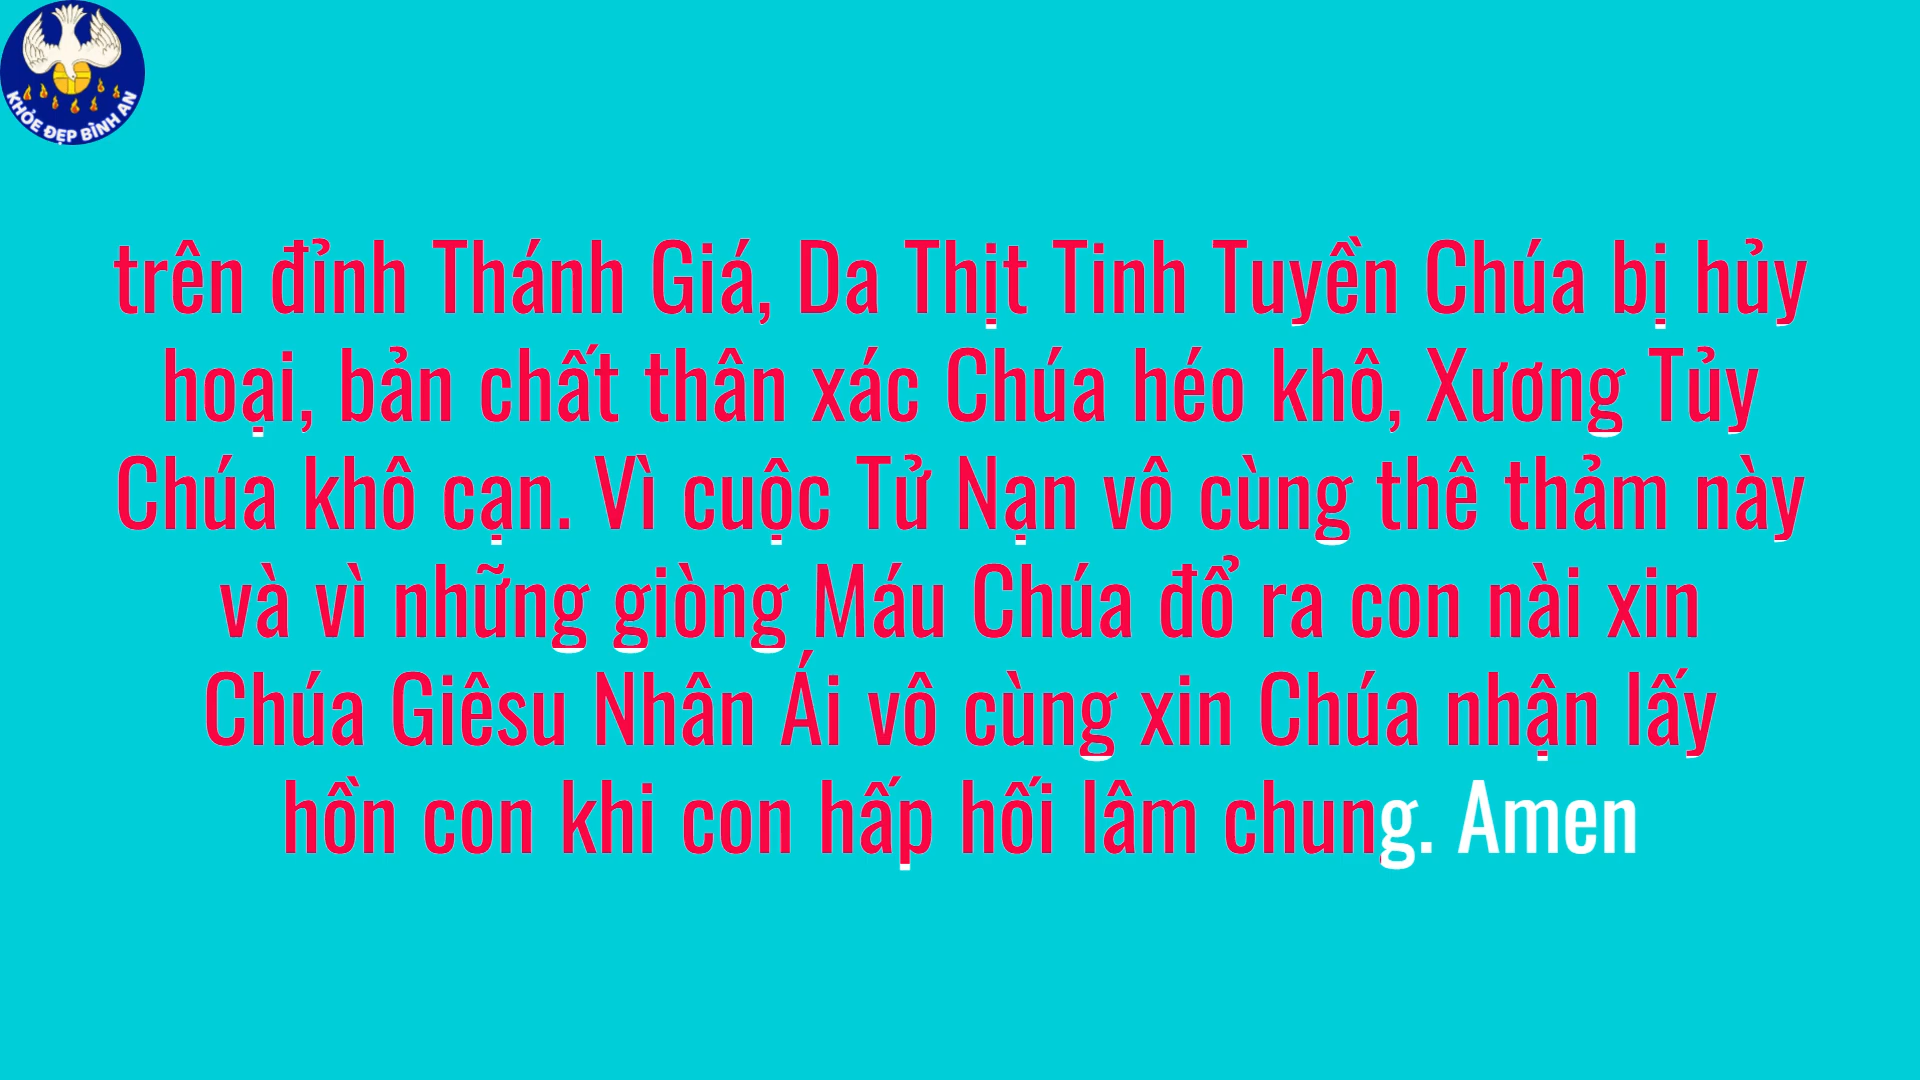 KHỎE ĐẸP BÌNH AN
trên đỉnh Thánh Giá, Da Thịt Tinh Tuyền Chúa bị hủy
hoại, bản chất thân xác Chúa héo khô, Xương Tủy
Chúa khô cạn. Vì cuộc Tử Nạn vô cùng thê thảm này
và vì những giòng Máu Chúa đổ ra con nài xin
Chúa Giêsu Nhân Ái vô cùng xin Chúa nhận lấy
hồn con khi con hấp hối lâm chung. Amen